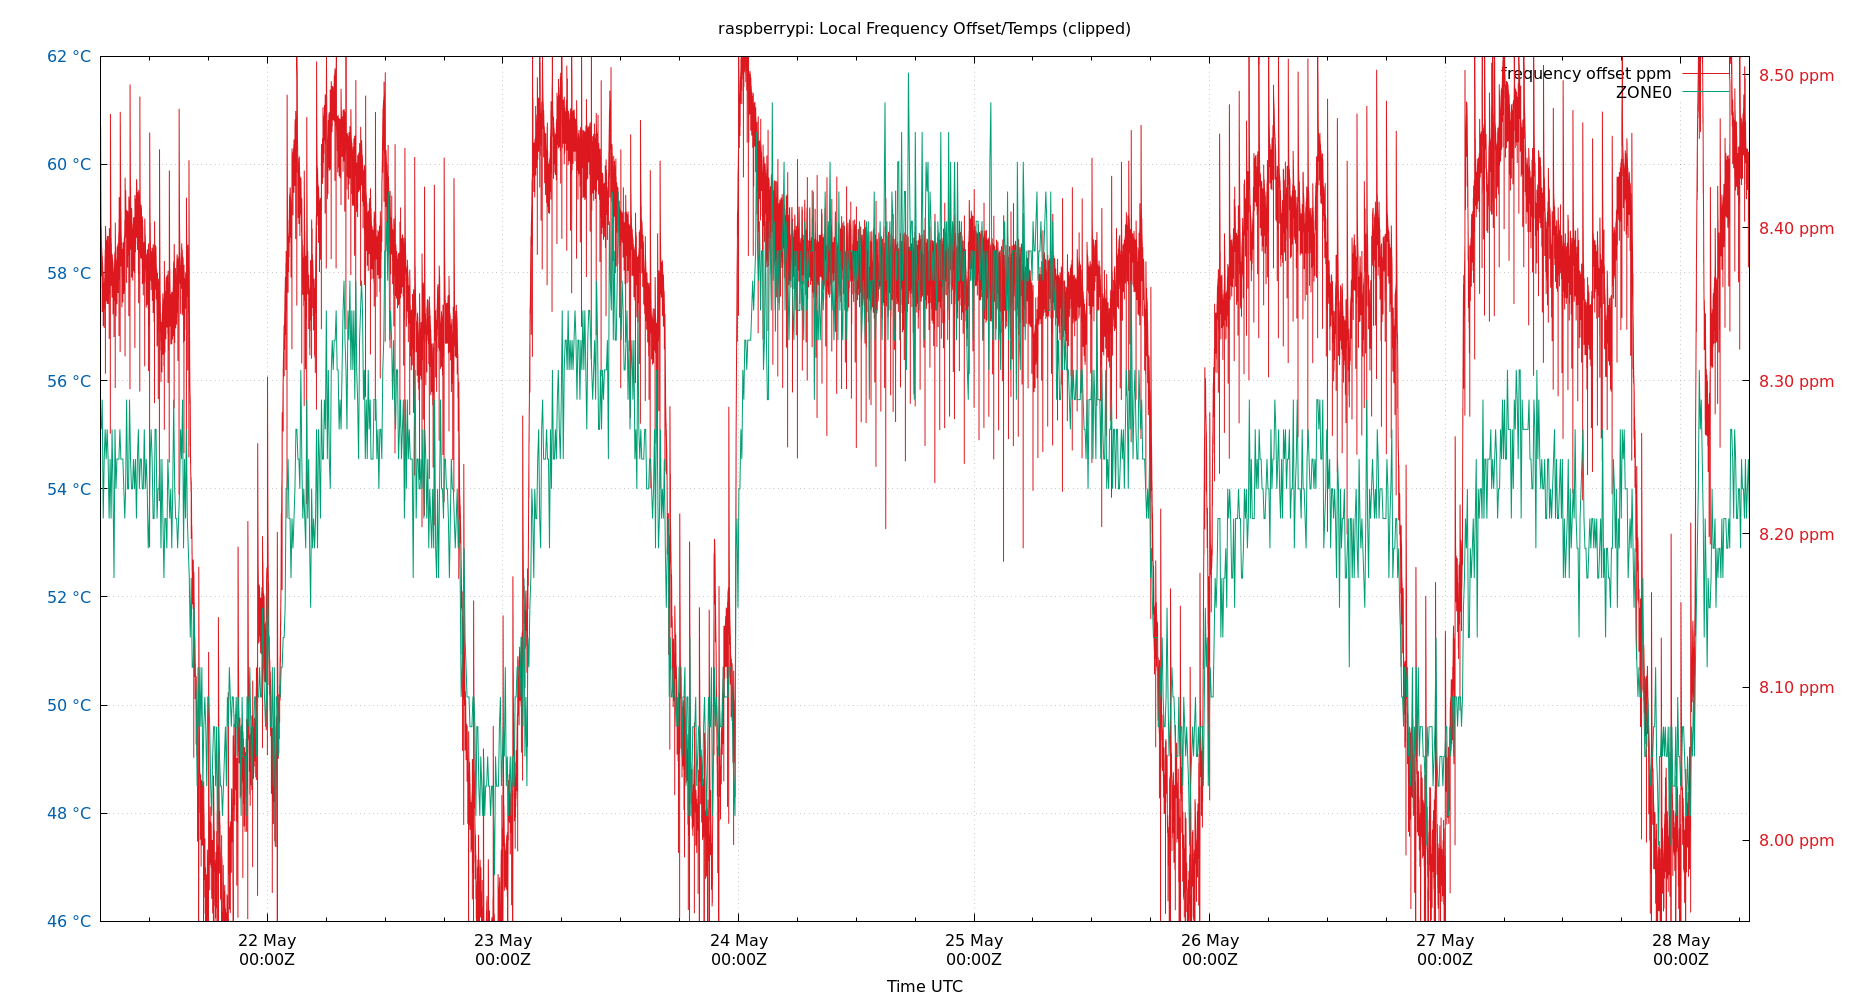 raspberrypi: Local Frequency Offset/Temps (clipped)
62 °C
60 °C
58 °C
56 °C
54 °C
52 °C
50 °C
48 °C
46 °C
frequency offset ppm
ZONE0
8.50 ppm
8.40 ppm
8.30 ppm
8.20 ppm
8.10 ppm
8.00 ppm
22 May
00:00Z
23 May
00:00Z
24 May
00:00Z
25 May
00:00Z
26 May
00:00Z
27 May
00:00Z
28 May
00:00Z
Time UTC